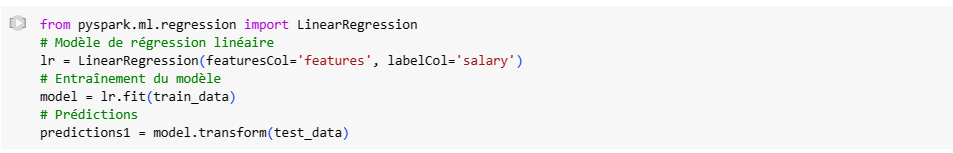 from pyspark.ml.regression import LinearRegression
# Modèle de régression linéaire
lr = LinearRegression(featuresCol='features', labelCol='salary')
# Entraînement du modèle
model = lr.fit(train_data)
# Prédictions
predictions1 = model.transform(test_data)